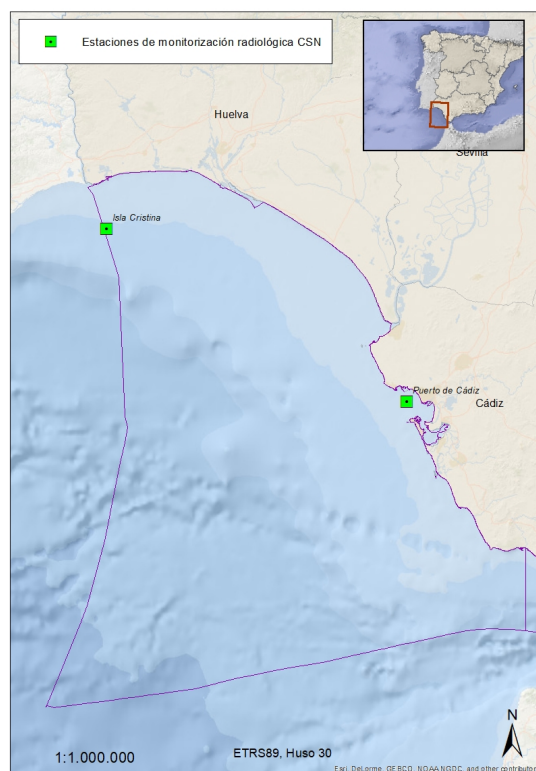 Estaciones de monitorización radiológica CSN
Huelva
Sevilla
Isla Cristina
Puerto de Cádiz
Cádiz
N
1:1.000.000
ETRS89, Huso 30
Esri, DeLorme, GEBCO, NOAA NGDC, and other contributors